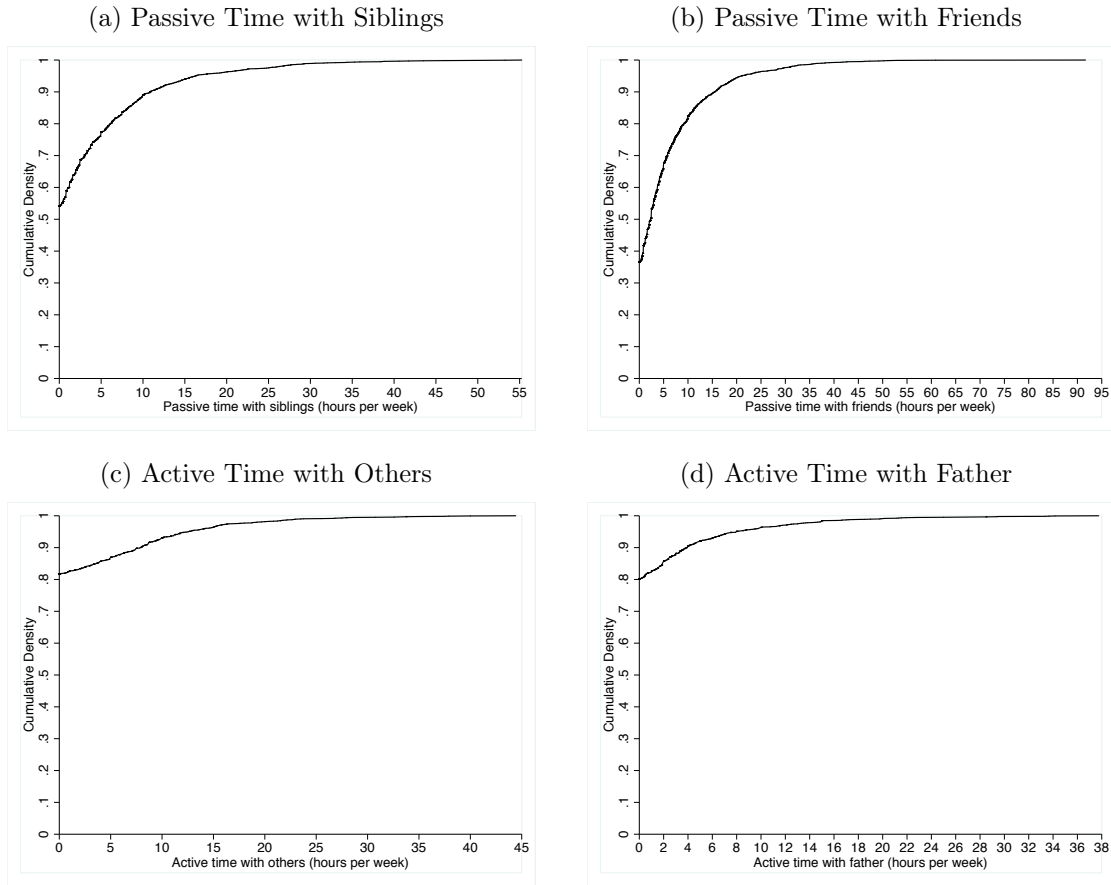 (a) Passive Time with Siblings
(b) Passive Time with Friends
Cumulative Density
0 .1 .2 .3 .4 .5 .6 .7 .8 .9 1
0 5 10 15 20 25 30 35 40 45 50 55
Passive time with siblings (hours per week)
Cumulative Density
0 .1 .2 .3 .4 .5 .6 .7 .8 .9 1
0 5 10 15 20 25 30 35 40 45 50 55 60 65 70 75 80 85 90 95
Passive time with friends (hours per week)
(c) Active Time with Others
(d) Active Time with Father
Cumulative Density
0 .1 .2 .3 .4 .5 .6 .7 .8 .9 1
0 5 10 15 20 25 30 35 40 45
Active time with others (hours per week)
Cumulative Density
0 .1 .2 .3 .4 .5 .6 .7 .8 .9 1
0 2 4 6 8 10 12 14 16 18 20 22 24 26 28 30 32 34 36 38
Active time with father (hours per week)